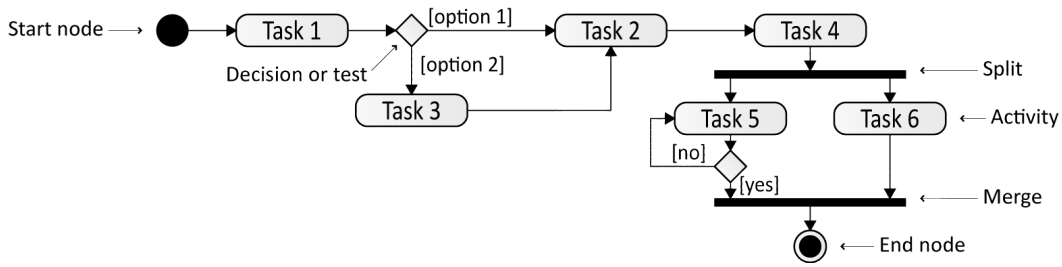 Start node
Task 1
[option 1]
Task 2
Task 4
Decision or test
[option 2]
Split
Task 3
Task 5
Task 6
Activity
[no]
[yes]
Merge
End node